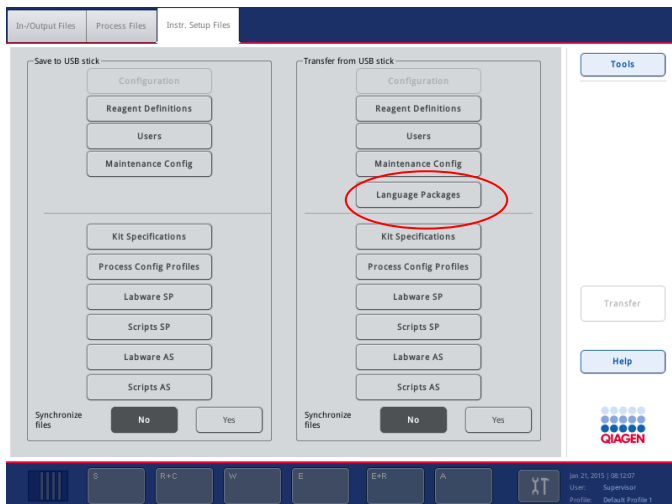 In-/Output Files
Process Files
Instr. Setup Files
Save to USB stick
Configuration
Reagent Definitions
Users
Maintenance Config
Kit Specifications
Process Config Profiles
Labware SP
Scripts SP
Labware AS
Scripts AS
Synchronize
files
No
Yes
Transfer from USB stick
Configuration
Reagent Definitions
Users
Maintenance Config
Language Packages
Kit Specifications
Process Config Profiles
Labware SP
Scripts SP
Labware AS
Scripts AS
Synchronize
files
No
Yes
Tools
Transfer
Help
QIAGEN
S
R+C
W
E
E+R
A
Jan 21, 2015 | 08:12:07
User: Supervisor
Profile: Default Profile 1